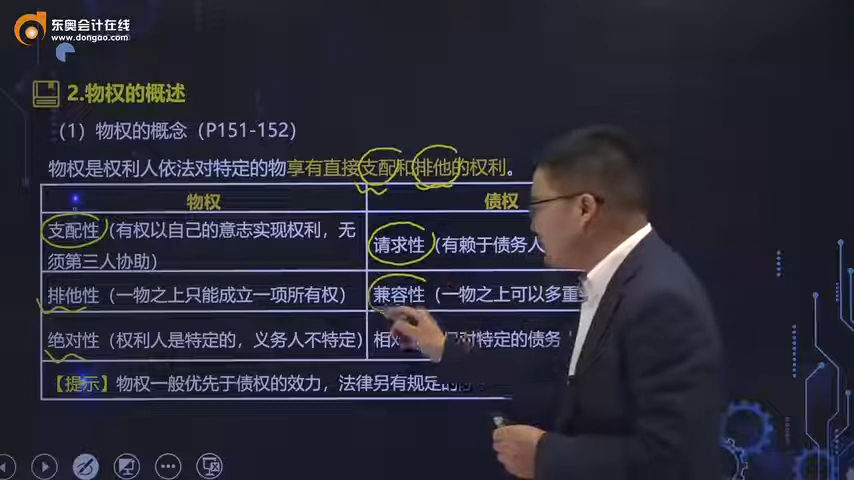 东奥会计在线
www.dongao.com
2.物权的概述
（1）物权的概念（P151-152）
物权是权利人依法对特定的物享有直接支配和排他的权利。
物权
债权
支配性（有权以自己的意志实现权利，无须第三人协助）
请求性（有赖于债务人
排他性（一物之上只能成立一项所有权）
兼容性（一物之上可以多重
绝对性（权利人是特定的，义务人不特定）
相对 对特定的债务
【提示】物权一般优先于债权的效力，法律另有规定的